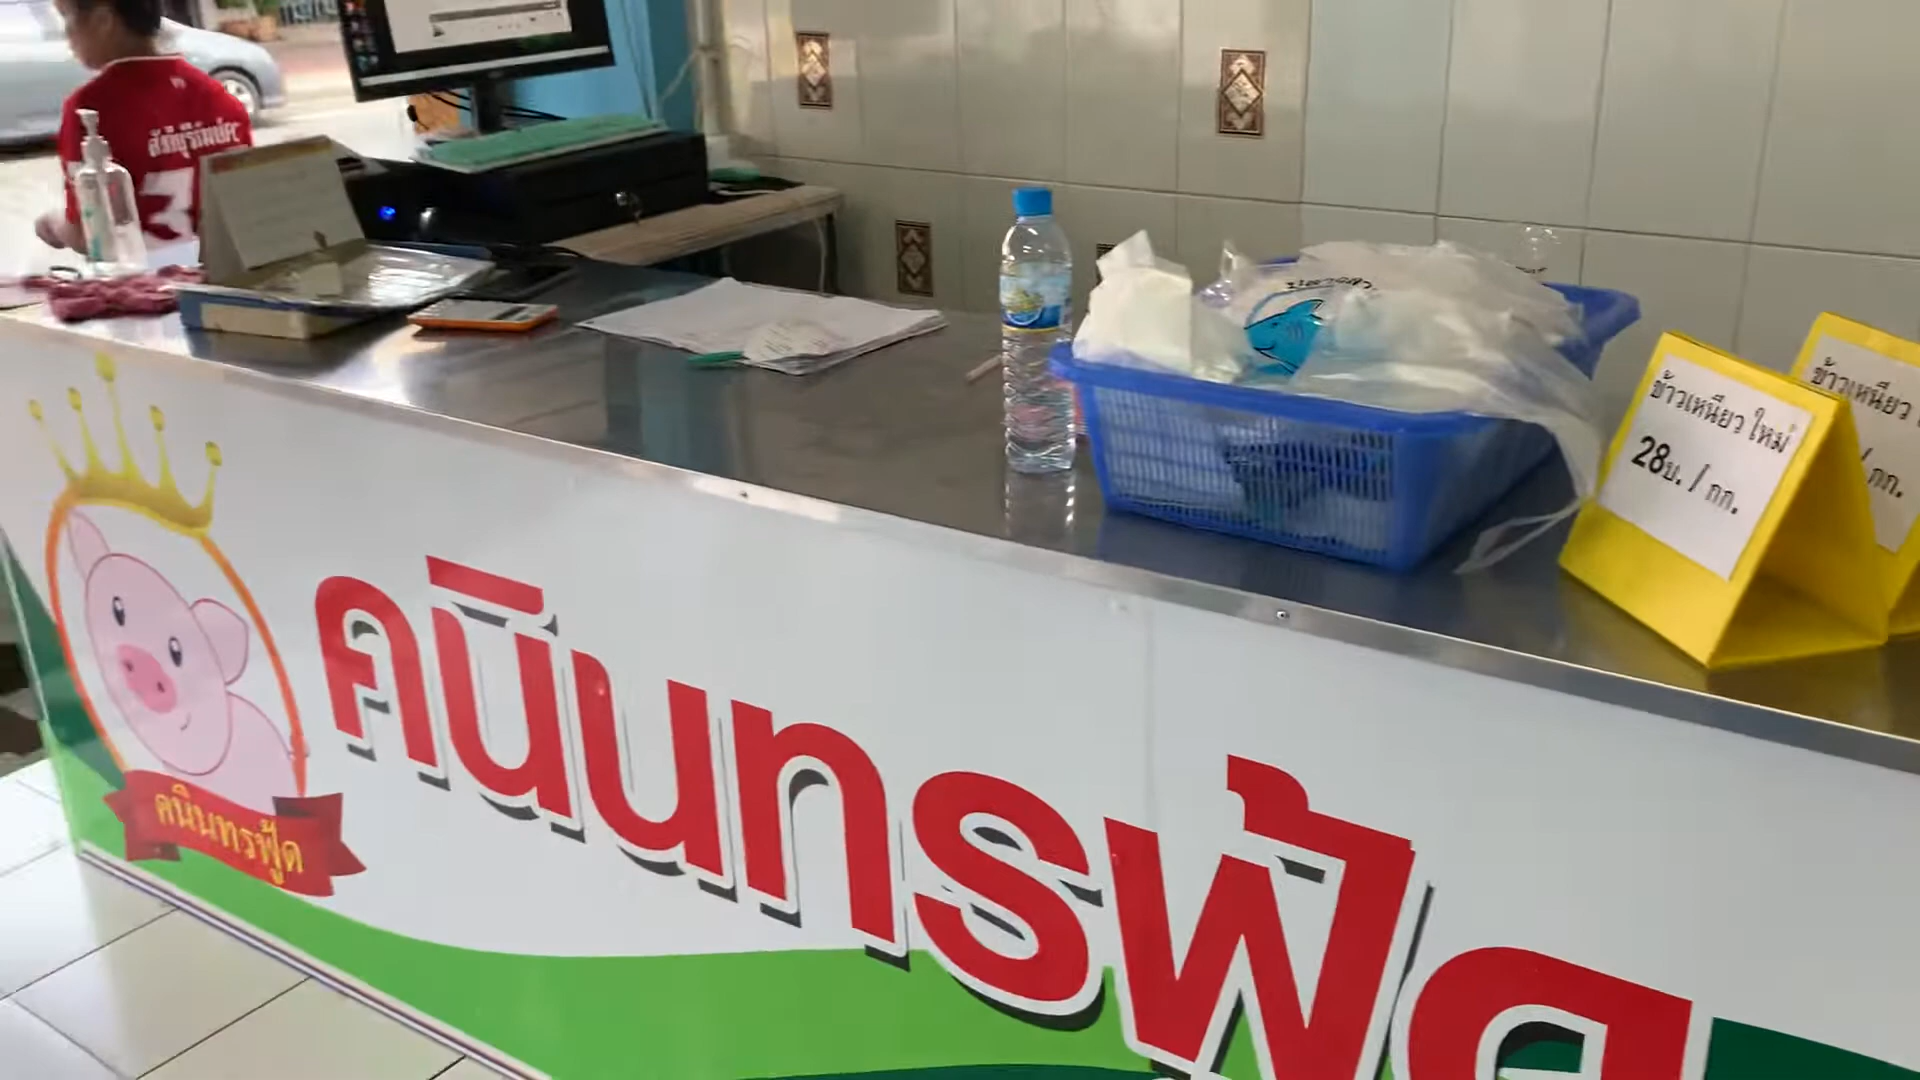 ข้าวเหนียว ใหม่
28บ. / กก.
ข้าวเหนียว
/ กก.
คนินทรฟู้ด
คนินทรฟู้ด
3